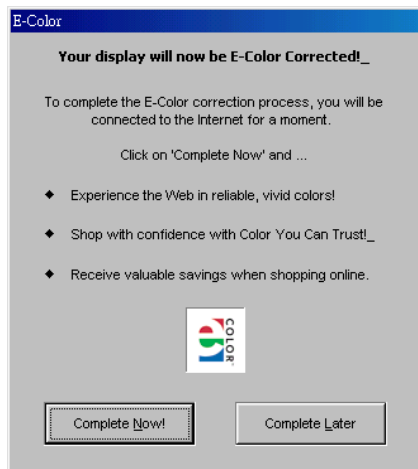 E-Color
Your display will now be E-Color Corrected!_
To complete the E-Color correction process, you will be
connected to the Internet for a moment.
Click on 'Complete Now' and ...
Experience the Web in reliable, vivid colors!
Shop with confidence with Color You Can Trust!_
Receive valuable savings when shopping online.
COLOR
Complete Now!
Complete Later